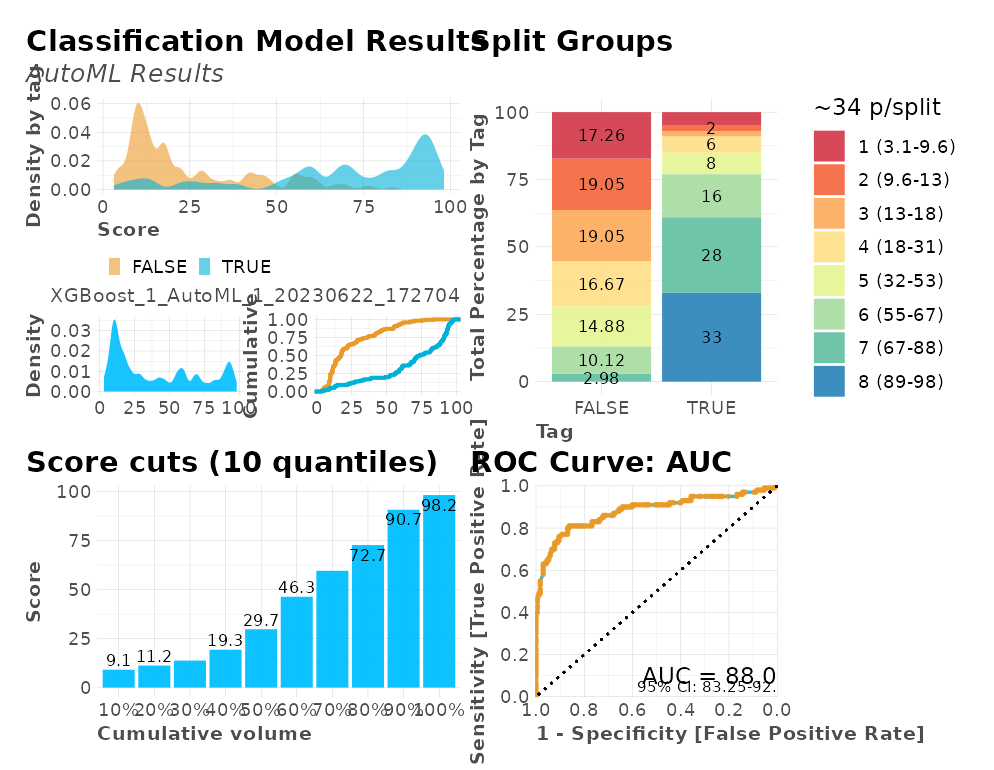 Classification Model Results
AutoML Results
Density by tag
0.06
0.04
0.02
0.00
0 25 50 75 100
Score
FALSE TRUE
XGBoost_1_AutoML_1_20230622_172704
Density
0.03
0.02
0.01
0.00
0 25 50 75 100
Cumulative
1.00
0.75
0.50
0.25
0.00
0 25 50 75 100
Split Groups
Total Percentage by Tag
100
75
50
25
0
17.26
19.05
19.05
16.67
14.88
10.12
2.98
2
6
8
16
28
33
FALSE TRUE
Tag
~34 p/split
1 (3.1-9.6)
2 (9.6-13)
3 (13-18)
4 (18-31)
5 (32-53)
6 (55-67)
7 (67-88)
8 (89-98)
Score cuts (10 quantiles)
Score
100
75
50
25
0
9.1 11.2 19.3 29.7 46.3 72.7 90.7 98.2
10% 20% 30% 40% 50% 60% 70% 80% 90% 100%
Cumulative volume
ROC Curve: AUC
Sensitivity [True Positive Rate]
1.0
0.8
0.6
0.4
0.2
0.0
AUC = 88.0
95% CI: 83.25-92.
1.0 0.8 0.6 0.4 0.2 0.0
1 - Specificity [False Positive Rate]